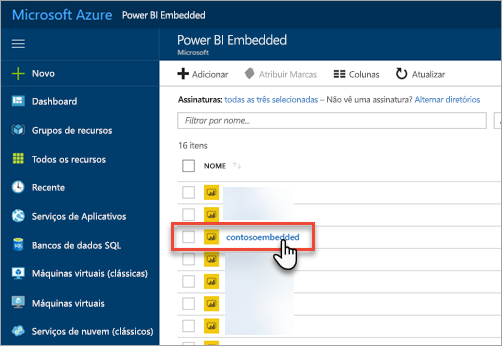 Microsoft Azure Power BI Embedded
Power BI Embedded
Microsoft
Novo
Dashboard
Grupos de recursos
Todos os recursos
Recente
Serviços de Aplicativos
Bancos de dados SQL
Máquinas virtuais (clássicas)
Máquinas virtuais
Serviços de nuvem (clássicos)
Adicionar Atribuir Marcas Colunas Atualizar
Assinaturas: todas as três selecionadas – Não vê uma assinatura? Alternar diretórios
Filtrar por nome...
16 itens
NOME
contosoembedded